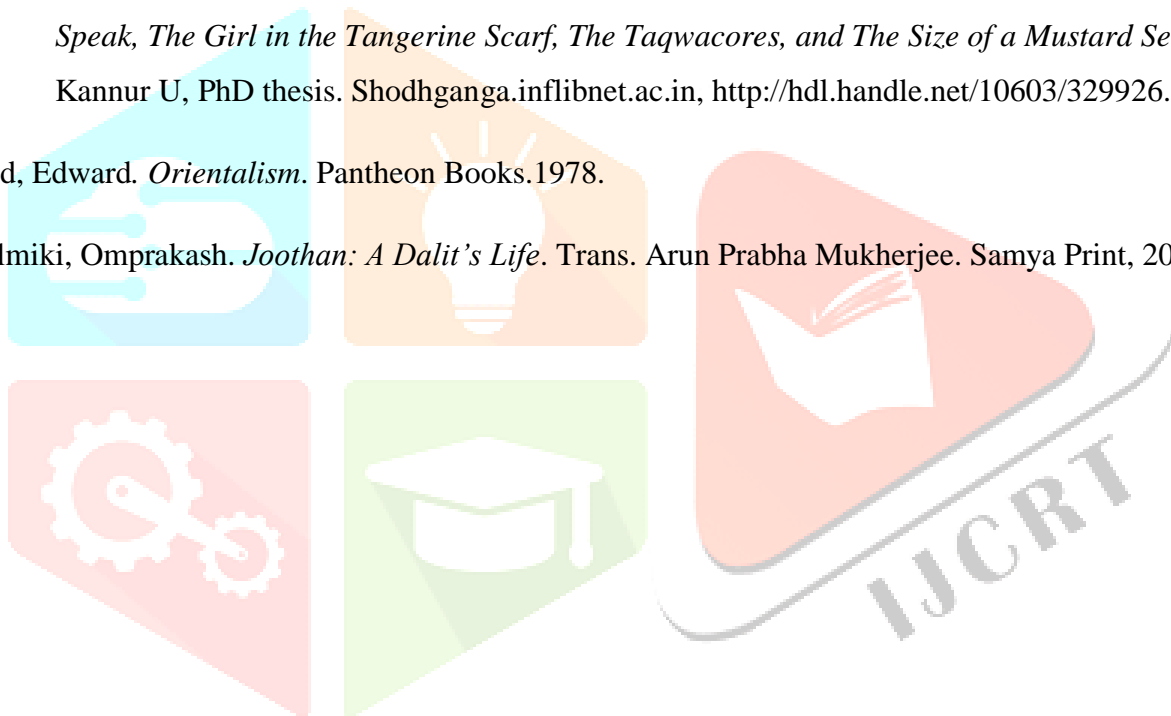 Speak, The Girl in the Tangerine Scarf, The Taqwacores, and The Size of a Mustard Se
Kannur U, PhD thesis. Shodhganga.inflibnet.ac.in, http://hdl.handle.net/10603/329926.
d, Edward. Orientalism. Pantheon Books.1978.
lmiki, Omprakash. Joothan: A Dalit’s Life. Trans. Arun Prabha Mukherjee. Samya Print, 20
IJCRT